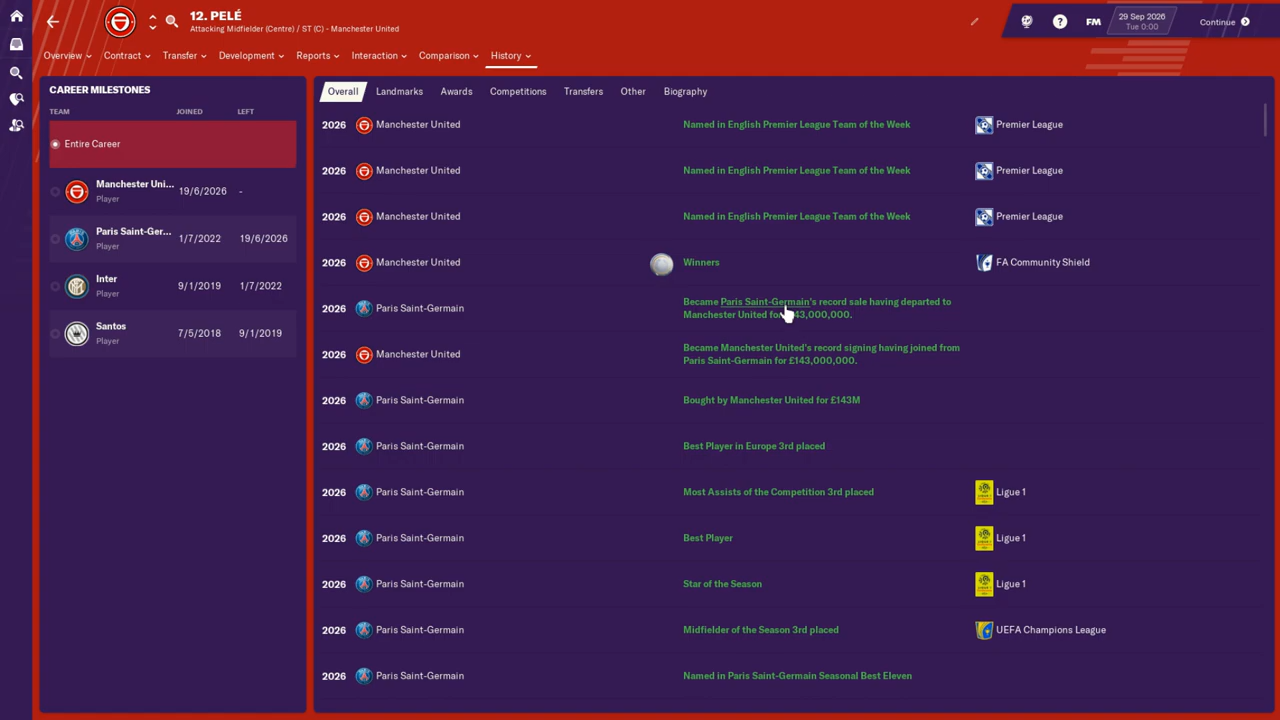 12. PELÉ
Attacking Midfielder (Centre) / ST (C) - Manchester United
FM
29 Sep 2026
Tue 0:00
Continue
Overview
Contract
Transfer
Development
Reports
Interaction
Comparison
History
CAREER MILESTONES
TEAM JOINED LEFT
Entire Career
Manchester Uni... 19/6/2026 -
Player
Paris Saint-Ger... 1/7/2022 19/6/2026
Player
Inter 9/1/2019 1/7/2022
Player
Santos 7/5/2018 9/1/2019
Player
Overall Landmarks Awards Competitions Transfers Other Biography
2026 Manchester United Named in English Premier League Team of the Week Premier League
2026 Manchester United Named in English Premier League Team of the Week Premier League
2026 Manchester United Named in English Premier League Team of the Week Premier League
2026 Manchester United Winners FA Community Shield
2026 Paris Saint-Germain Became Paris Saint-Germain's record sale having departed to
Manchester United for 43,000,000.
2026 Manchester United Became Manchester United's record signing having joined from
Paris Saint-Germain for £143,000,000.
2026 Paris Saint-Germain Bought by Manchester United for £143M
2026 Paris Saint-Germain Best Player in Europe 3rd placed
2026 Paris Saint-Germain Most Assists of the Competition 3rd placed Ligue 1
2026 Paris Saint-Germain Best Player Ligue 1
2026 Paris Saint-Germain Star of the Season Ligue 1
2026 Paris Saint-Germain Midfielder of the Season 3rd placed UEFA Champions League
2026 Paris Saint-Germain Named in Paris Saint-Germain Seasonal Best Eleven